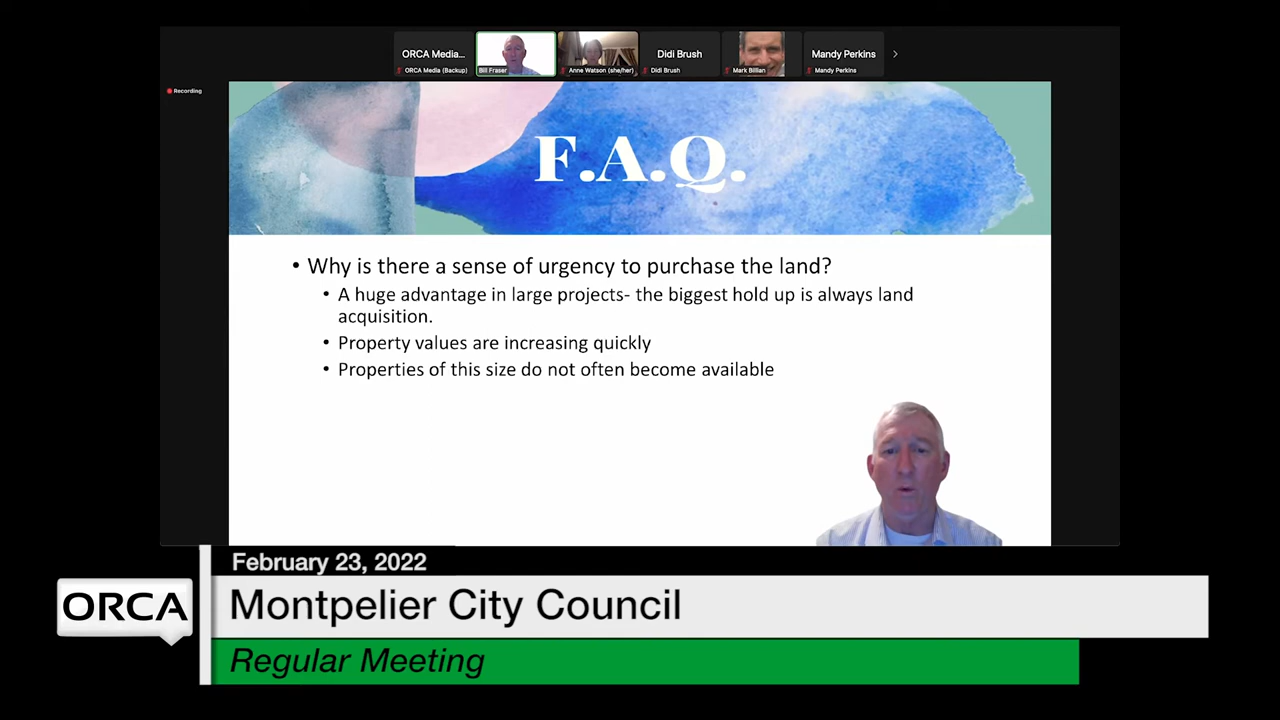 ORCA Media... Didi Brush Mandy Perkins
ORCA Media (Backup) Bill Fraser Anne Watson (she/her) Didi Brush Mark Billian Mandy Perkins
Recording
F.A.Q.
• Why is there a sense of urgency to purchase the land?
• A huge advantage in large projects- the biggest hold up is always land
acquisition.
• Property values are increasing quickly
• Properties of this size do not often become available
February 23, 2022
ORCA
Montpelier City Council
Regular Meeting